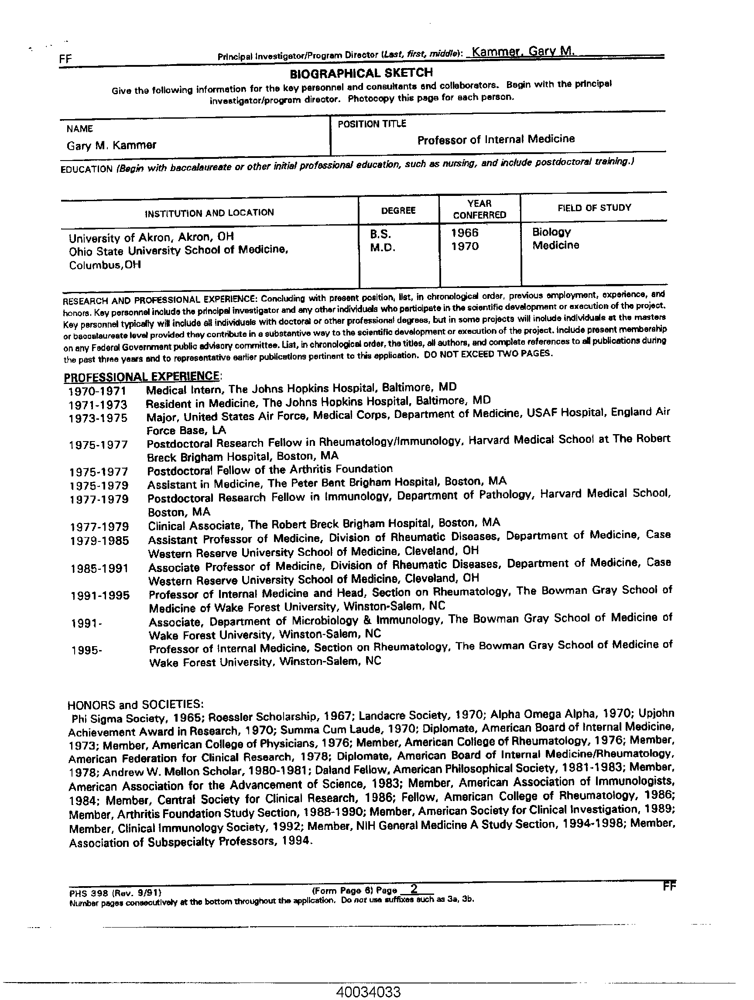 FF
Principal Investigator/Program Director (Last, first, middle): Kammer, Gary M.
BIOGRAPHICAL SKETCH
Give the following information for the key personnel and consultants and collaborators. Begin with the principal
investigator/program director. Photocopy this page for each person.
NAME
POSITION TITLE
Gary M. Kammer
Professor of Internal Medicine
EDUCATION (Begin with baccalaureate or other initial professional education, such as nursing, and include postdoctoral training.)
INSTITUTION AND LOCATION
DEGREE
YEAR
CONFERRED
FIELD OF STUDY
University of Akron, Akron, OH B.S. 1966 Biology
Ohio State University School of Medicine, M.D. 1970 Medicine
Columbus,OH
RESEARCH AND PROFESSIONAL EXPERIENCE: Concluding with present position, list, in chronological order, previous employment, experience, and
honors. Key personnel include the principal investigator and any other individuals who participate in the scientific development or execution of the project.
Key personnel typically will include all individuals with doctoral or other professional degrees, but in some projects will include individuals at the masters
or baccalaureate level provided they contribute in a substantive way to the scientific development or execution of the project. Include present membership
on any Federal Government public advisory committee. List, in chronological order, the titles, all authors, and complete references to all publications during
the past three years and to representative earlier publications pertinent to this application. DO NOT EXCEED TWO PAGES.
PROFESSIONAL EXPERIENCE:
1970-1971 Medical Intern, The Johns Hopkins Hospital, Baltimore, MD
1971-1973 Resident in Medicine, The Johns Hopkins Hospital, Baltimore, MD
1973-1975 Major, United States Air Force, Medical Corps, Department of Medicine, USAF Hospital, England Air
Force Base, LA
1975-1977 Postdoctoral Research Fellow in Rheumatology/Immunology, Harvard Medical School at The Robert
Breck Brigham Hospital, Boston, MA
1975-1977 Postdoctoral Fellow of the Arthritis Foundation
1975-1979 Assistant in Medicine, The Peter Bent Brigham Hospital, Boston, MA
1977-1979 Postdoctoral Research Fellow in Immunology, Department of Pathology, Harvard Medical School,
Boston, MA
1977-1979 Clinical Associate, The Robert Breck Brigham Hospital, Boston, MA
1979-1985 Assistant Professor of Medicine, Division of Rheumatic Diseases, Department of Medicine, Case
Western Reserve University School of Medicine, Cleveland, OH
1985-1991 Associate Professor of Medicine, Division of Rheumatic Diseases, Department of Medicine, Case
Western Reserve University School of Medicine, Cleveland, OH
1991-1995 Professor of Internal Medicine and Head, Section on Rheumatology, The Bowman Gray School of
Medicine of Wake Forest University, Winston-Salem, NC
1991- Associate, Department of Microbiology & Immunology, The Bowman Gray School of Medicine of
Wake Forest University, Winston-Salem, NC
1995- Professor of Internal Medicine, Section on Rheumatology, The Bowman Gray School of Medicine of
Wake Forest University, Winston-Salem, NC
HONORS and SOCIETIES:
Phi Sigma Society, 1965; Roessler Scholarship, 1967; Landacre Society, 1970; Alpha Omega Alpha, 1970; Upjohn
Achievement Award in Research, 1970; Summa Cum Laude, 1970; Diplomate, American Board of Internal Medicine,
1973; Member, American College of Physicians, 1976; Member, American College of Rheumatology, 1976; Member,
American Federation for Clinical Research, 1978; Diplomate, American Board of Internal Medicine/Rheumatology,
1978; Andrew W. Mellon Scholar, 1980-1981; Daland Fellow, American Philosophical Society, 1981-1983; Member,
American Association for the Advancement of Science, 1983; Member, American Association of Immunologists,
1984; Member, Central Society for Clinical Research, 1986; Fellow, American College of Rheumatology, 1986;
Member, Arthritis Foundation Study Section, 1988-1990; Member, American Society for Clinical Investigation, 1989;
Member, Clinical Immunology Society, 1992; Member, NIH General Medicine A Study Section, 1994-1998; Member,
Association of Subspecialty Professors, 1994.
PHS 398 (Rev. 9/91) (Form Page 6) Page 2 FF
Number pages consecutively at the bottom throughout the application. Do not use suffixes such as 3a, 3b.
40034033